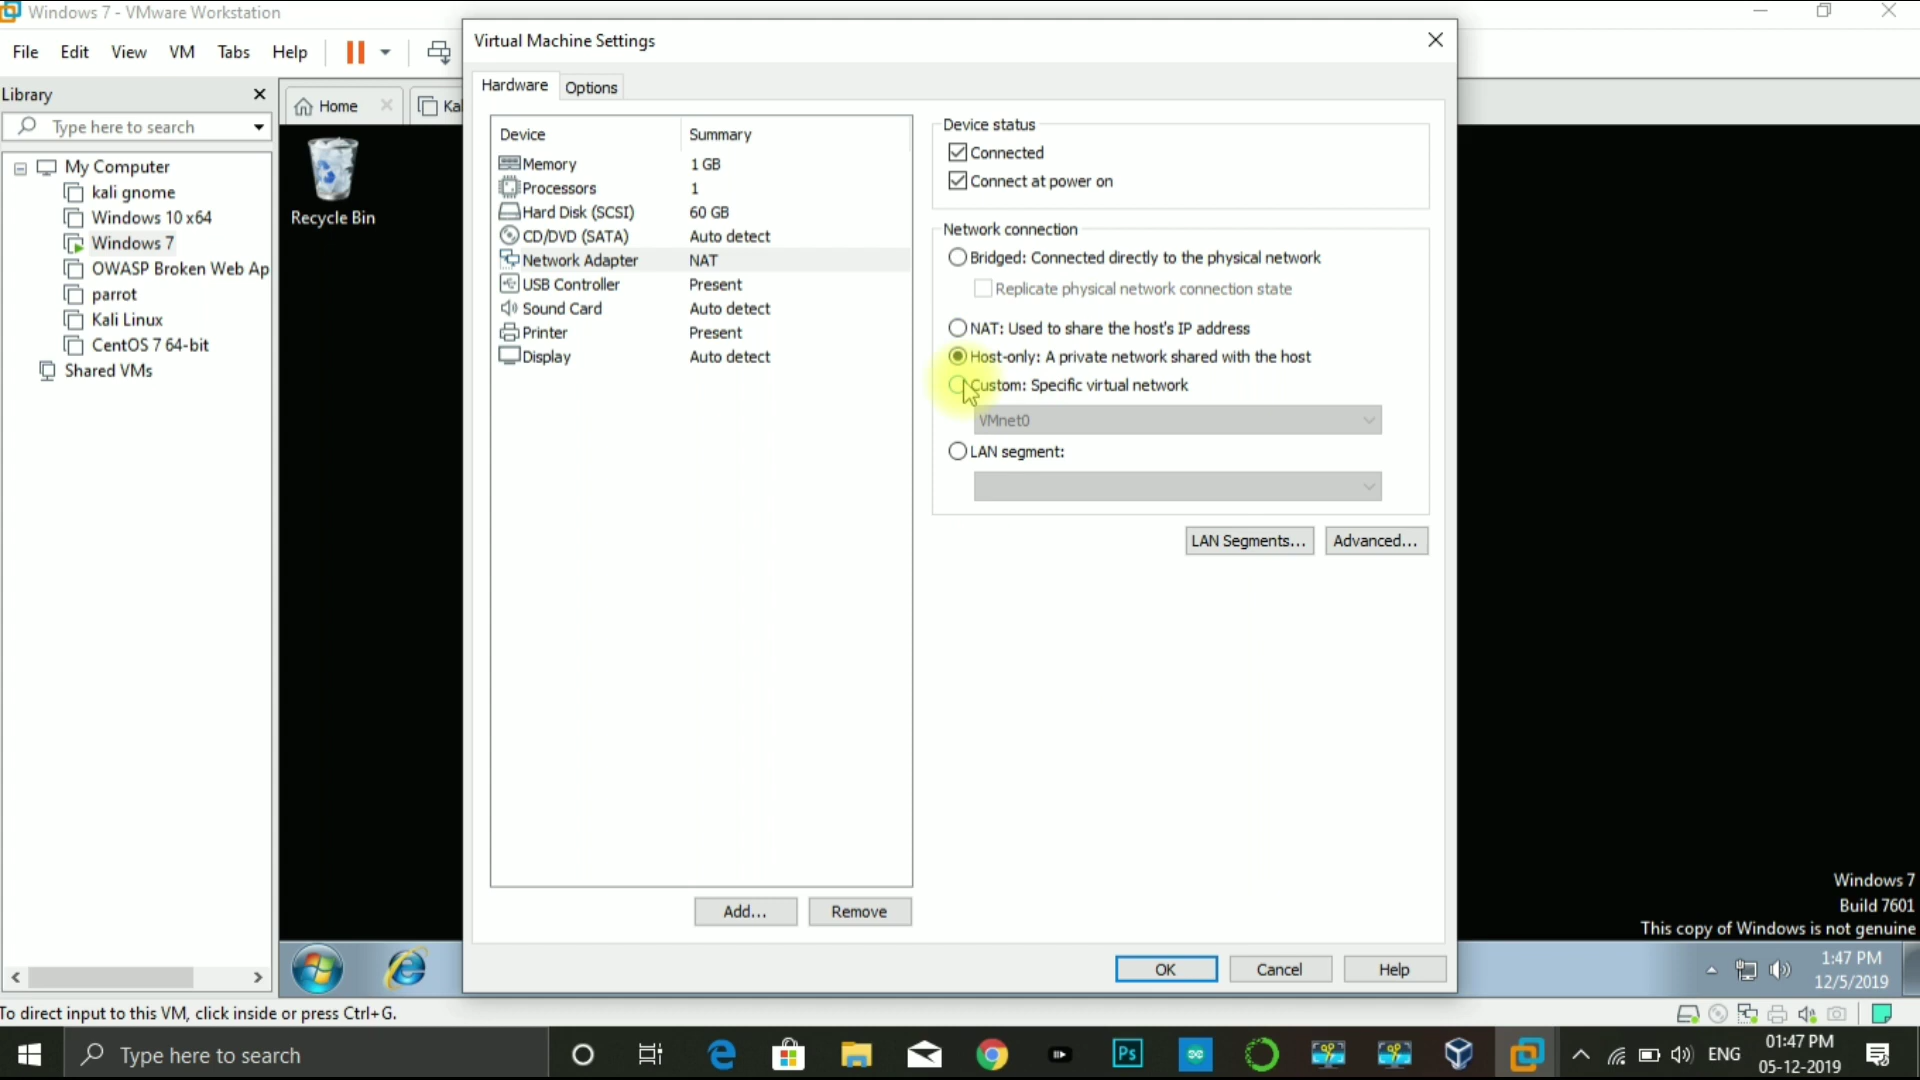 Windows 7 - VMware Workstation
File Edit View VM Tabs Help
Library
Type here to search
My Computer
kali gnome
Windows 10 x64
Windows 7
OWASP Broken Web Ap
parrot
Kali Linux
CentOS 7 64-bit
Shared VMs
Home
Kal
Recycle Bin
Virtual Machine Settings
Hardware Options
Device Summary
Memory 1 GB
Processors 1
Hard Disk (SCSI) 60 GB
CD/DVD (SATA) Auto detect
Network Adapter NAT
USB Controller Present
Sound Card Auto detect
Printer Present
Display Auto detect
Add... Remove
Device status
Connected
Connect at power on
Network connection
Bridged: Connected directly to the physical network
Replicate physical network connection state
NAT: Used to share the host's IP address
Host-only: A private network shared with the host
Custom: Specific virtual network
VMnet0
LAN segment:
LAN Segments... Advanced...
OK Cancel Help
Windows 7
Build 7601
This copy of Windows is not genuine
1:47 PM
12/5/2019
To direct input to this VM, click inside or press Ctrl+G.
Type here to search
Ps
ENG
01:47 PM
05-12-2019